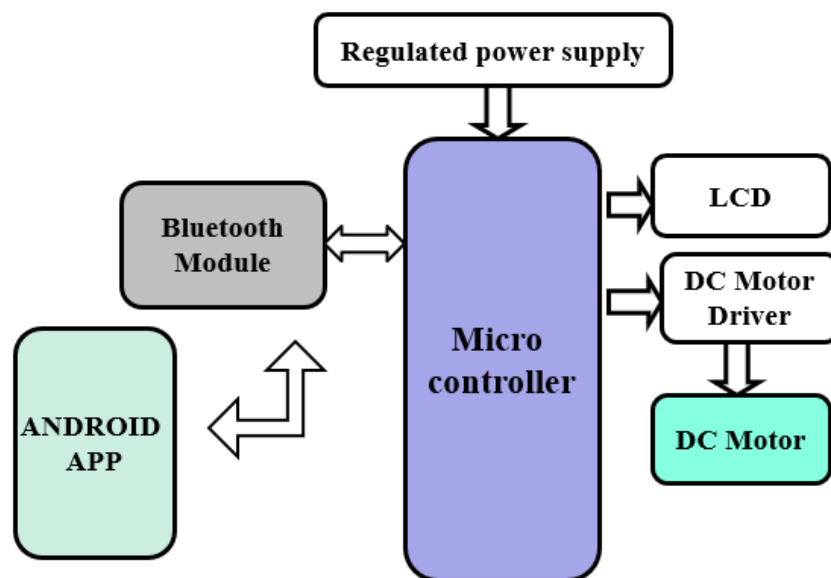 Regulated power supply
LCD
Bluetooth
Module
DC Motor
Driver
Micro
controller
ANDROID
APP
DC Motor